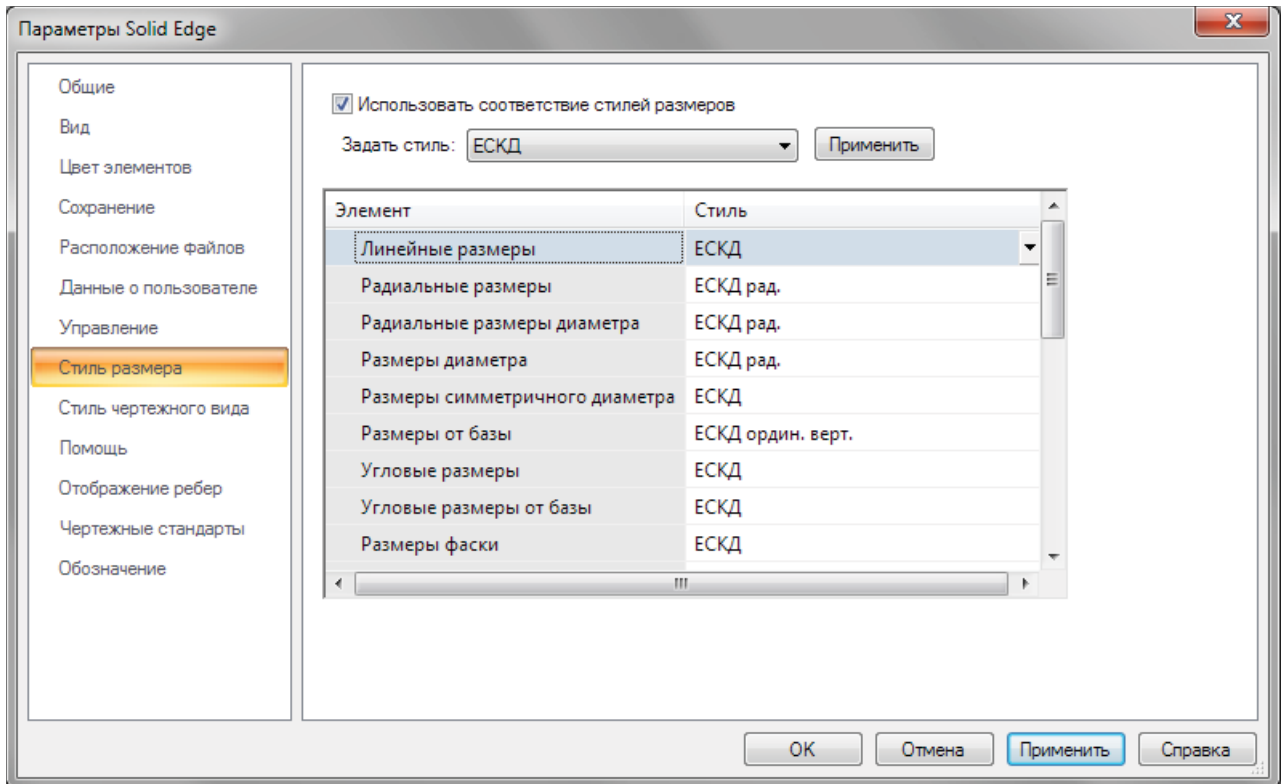 Параметры Solid Edge
Общие
Вид
Цвет элементов
Сохранение
Расположение файлов
Данные о пользователе
Управление
Стиль размера
Стиль чертежного вида
Помощь
Отображение ребер
Чертежные стандарты
Обозначение
Использовать соответствие стилей размеров
Задать стиль: ЕСКД Применить
Элемент Стиль
Линейные размеры ЕСКД
Радиальные размеры ЕСКД рад.
Радиальные размеры диаметра ЕСКД рад.
Размеры диаметра ЕСКД рад.
Размеры симметричного диаметра ЕСКД
Размеры от базы ЕСКД ордин. верт.
Угловые размеры ЕСКД
Угловые размеры от базы ЕСКД
Размеры фаски ЕСКД
OK Отмена Применить Справка